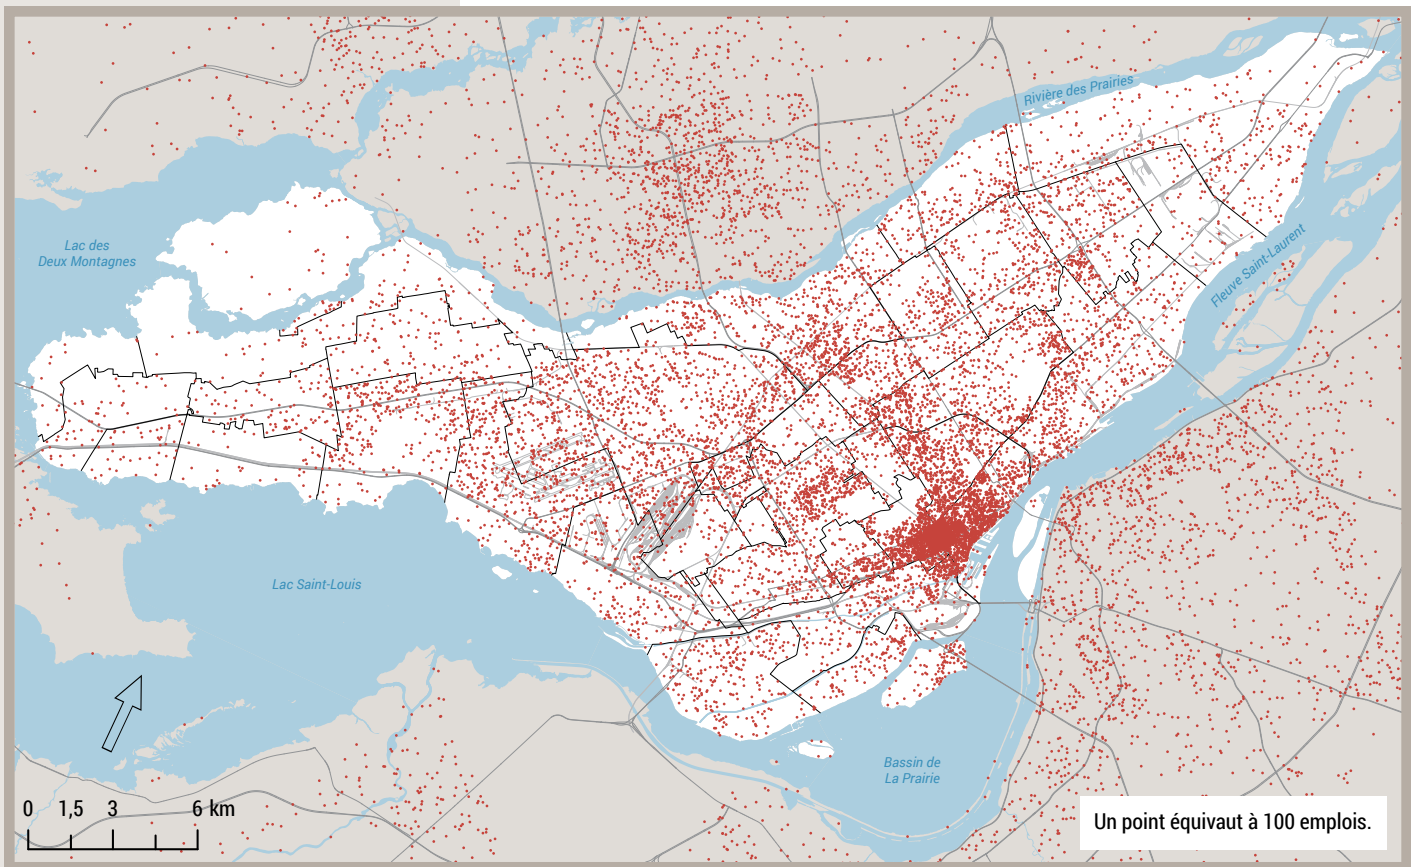 Rivière des Prairies
Lac des
Deux Montagnes
Fleuve Saint-Laurent
Lac Saint-Louis
Bassin de
La Prairie
0 1,5 3 6 km
Un point équivaut à 100 emplois.